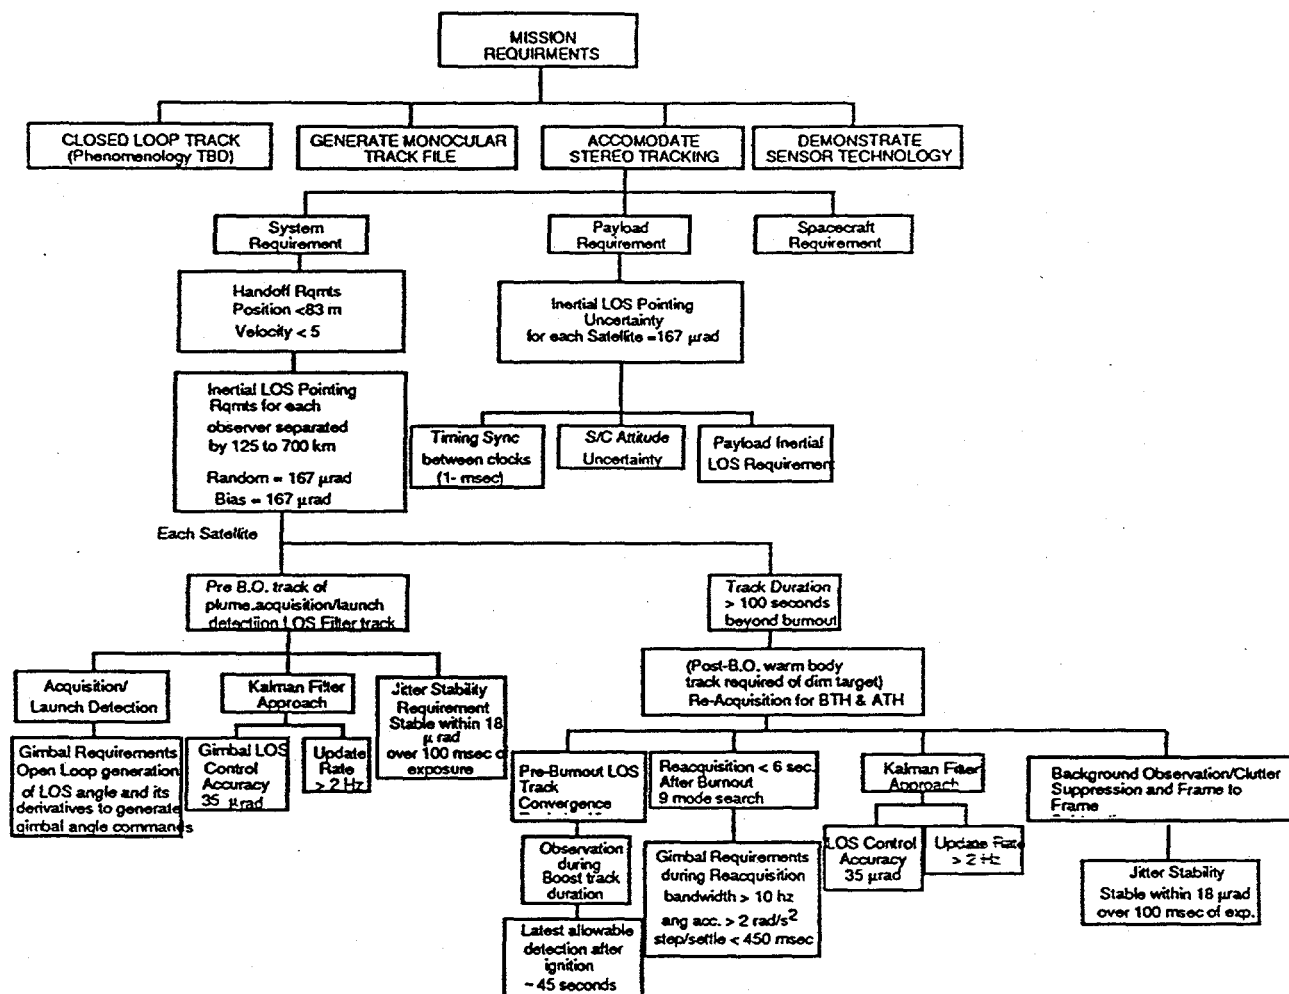 MISSION
REQUIRMENTS
CLOSED LOOP TRACK
(Phenomenology TBD)
GENERATE MONOCULAR
TRACK FILE
ACCOMODATE
STEREO TRACKING
DEMONSTRATE
SENSOR TECHNOLOGY
System
Requirement
Payload
Requirement
Spacecraft
Requirement
Handoff Rqmts
Position <83 m
Velocity < 5
Inertial LOS Pointing
Uncertainty
for each Satellite =167 μrad
Inertial LOS Pointing
Rqmts for each
observer separated
by 125 to 700 km
Random = 167 μrad
Bias = 167 μrad
Timing Sync
between clocks
(1- msec)
S/C Attitude
Uncertainty
Payload Inertial
LOS Requirement
Each Satellite
Pre B.O. track of
plume.acquisition/launch
detectiion LOS Filter track
Track Duration
> 100 seconds
beyond burnout
Acquisition/
Launch Detection
Kalman Filter
Approach
Jitter Stability
Requirement
Stable within 18
μ rad
over 100 msec of
exposure
(Post-B.O. warm body
track required of dim target)
Re-Acquisition for BTH & ATH
Gimbal Requirements
Open Loop generation
of LOS angle and its
derivatives to generate
gimbal angle commands
Gimbal LOS
Control
Accuracy
35 μrad
Update
Rate
> 2 Hz
Pre-Burnout LOS
Track
Convergence
Reacquisition < 6 sec.
After Burnout
9 mode search
Kalman Filter
Approach
Background Observation/Clutter
Suppression and Frame to
Frame
Observation
during
Boost track
duration
Gimbal Requirements
during Reacquisition
bandwidth > 10 hz
ang acc. > 2 rad/s²
step/settle < 450 msec
LOS Control
Accuracy
35 μrad
Update Rate
> 2 Hz
Jitter Stability
Stable within 18 μrad
over 100 msec of exp.
Latest allowable
detection after
ignition
~ 45 seconds